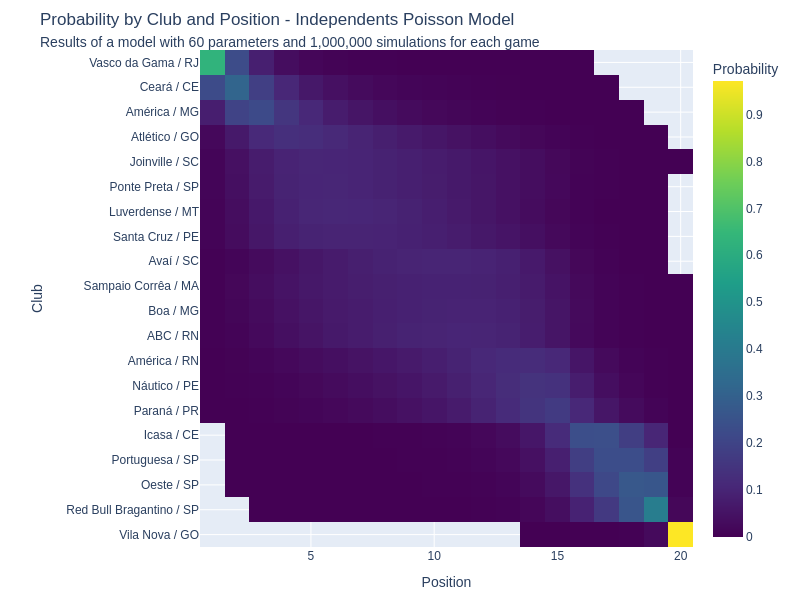 Probability by Club and Position - Independents Poisson Model
Results of a model with 60 parameters and 1,000,000 simulations for each game
Probability
Vasco da Gama / RJ
Ceará / CE
América / MG
Atlético / GO
Joinville / SC
Ponte Preta / SP
Luverdense / MT
Santa Cruz / PE
Avaí / SC
Sampaio Corrêa / MA
Boa / MG
ABC / RN
América / RN
Náutico / PE
Paraná / PR
Icasa / CE
Portuguesa / SP
Oeste / SP
Red Bull Bragantino / SP
Vila Nova / GO
Club
5
10
15
20
Position
0.9
0.8
0.7
0.6
0.5
0.4
0.3
0.2
0.1
0